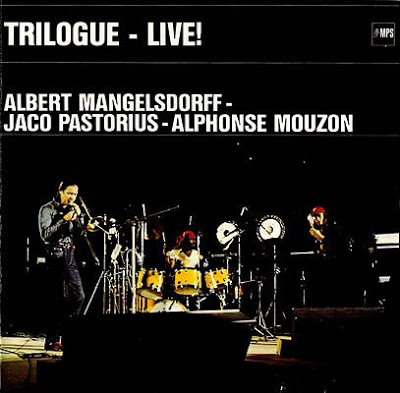 TRILOGUE - LIVE!
MPS
ALBERT MANGELSDORFF -
JACO PASTORIUS - ALPHONSE MOUZON